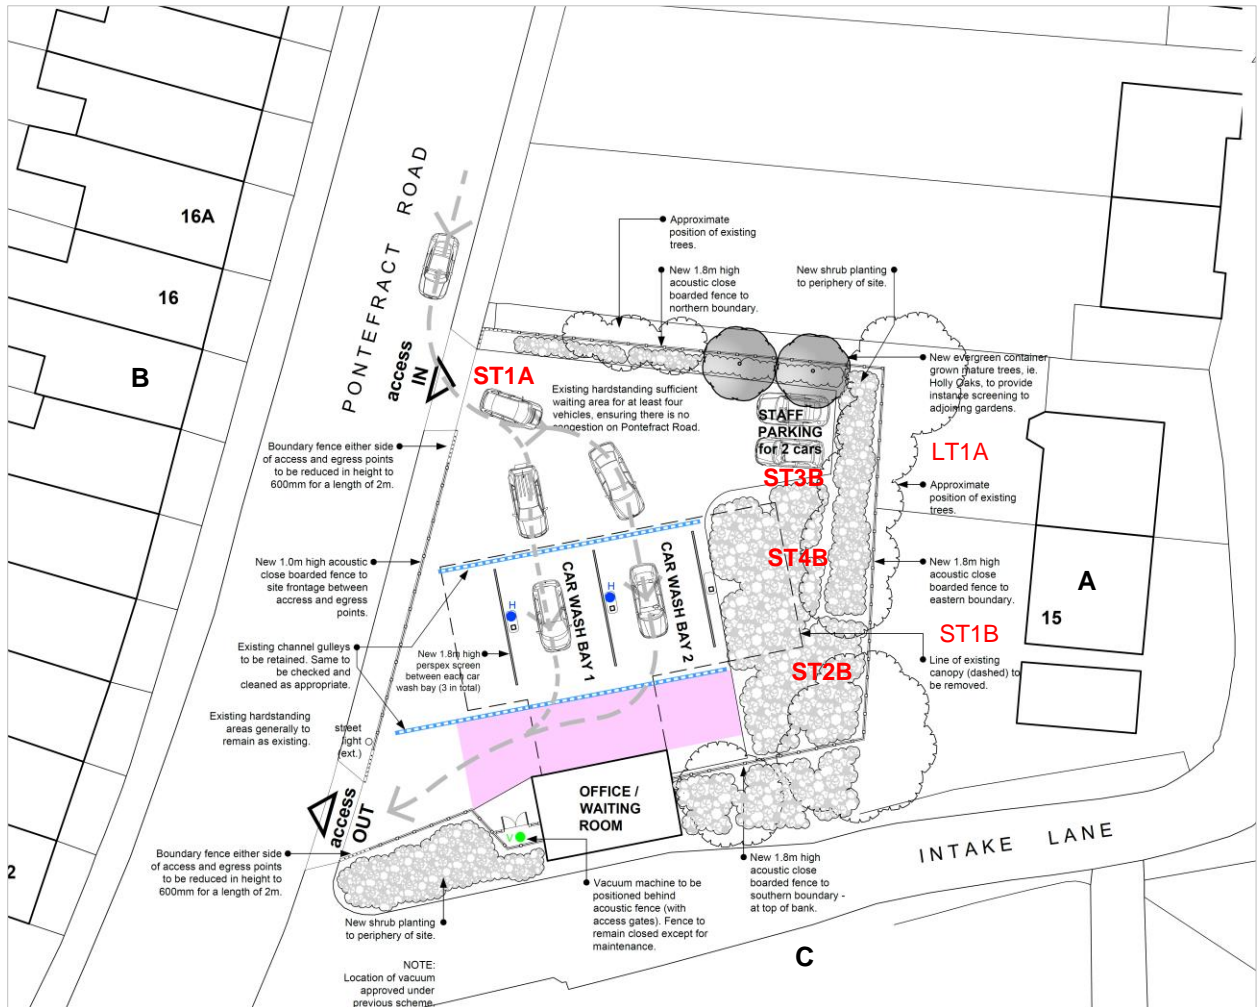 16A
16
B
PONTEFRACT ROAD
access
IN
ST1A
Approximate
position of existing
trees.
New 1.8m high
acoustic close
boarded fence to
northern boundary.
New shrub planting
to periphery of site.
Existing hardstanding sufficient
waiting area for at least four
vehicles, ensuring there is no
congestion on Pontefract Road.
New evergreen container
grown mature trees, ie.
Holly Oaks, to provide
instance screening to
adjoining gardens.
STAFF
PARKING
for 2 cars
ST3B
LT1A
Approximate
position of existing
trees.
Boundary fence either side
of access and egress points
to be reduced in height to
600mm for a length of 2m.
New 1.0m high acoustic
close boarded fence to
site frontage between
accress and egress
points.
ST4B
New 1.8m high
acoustic close
boarded fence to
eastern boundary.
A
15
ST1B
Line of existing
canopy (dashed) to
be removed.
ST2B
H
CAR WASH BAY 1
H
CAR WASH BAY 2
Existing channel gulleys
to be retained. Same to
be checked and
cleaned as appropriate.
New 1.8m high
perspex screen
between each car
wash bay (3 in total)
Existing hardstanding
areas generally to
remain as existing.
street
light
(ext.)
access
OUT
OFFICE /
WAITING
ROOM
V
INTAKE LANE
Boundary fence either side
of access and egress points
to be reduced in height to
600mm for a length of 2m.
2
New shrub planting
to periphery of site.
Vacuum machine to be
positioned behind
acoustic fence (with
access gates). Fence to
remain closed except for
maintenance.
New 1.8m high
acoustic close
boarded fence to
southern boundary -
at top of bank.
C
NOTE:
Location of vacuum
approved under
previous scheme.